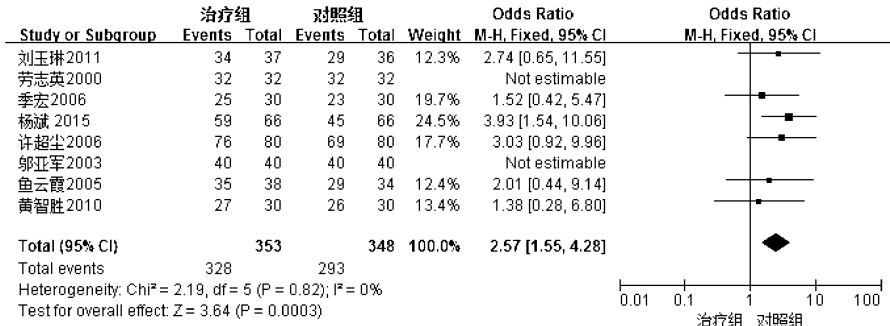 治疗组 对照组 Odds Ratio Odds Ratio
Study or Subgroup Events Total Events Total Weight M-H, Fixed, 95% CI M-H, Fixed, 95% CI
刘玉琳2011 34 37 29 36 12.3% 2.74 [0.65, 11.55]
劳志英2000 32 32 32 32 Not estimable
季宏2006 25 30 23 30 19.7% 1.52 [0.42, 5.47]
杨斌 2015 59 66 45 66 24.5% 3.93 [1.54, 10.06]
许超尘2006 76 80 69 80 17.7% 3.03 [0.92, 9.96]
邬亚军2003 40 40 40 40 Not estimable
鱼云霞2005 35 38 29 34 12.4% 2.01 [0.44, 9.14]
黄智胜2010 27 30 26 30 13.4% 1.38 [0.28, 6.80]
Total (95% CI) 353 348 100.0% 2.57 [1.55, 4.28]
Total events 328 293
Heterogeneity: Chi² = 2.19, df = 5 (P = 0.82); I² = 0%
Test for overall effect: Z = 3.64 (P = 0.0003)
0.01 0.1 1 10 100
治疗组 对照组